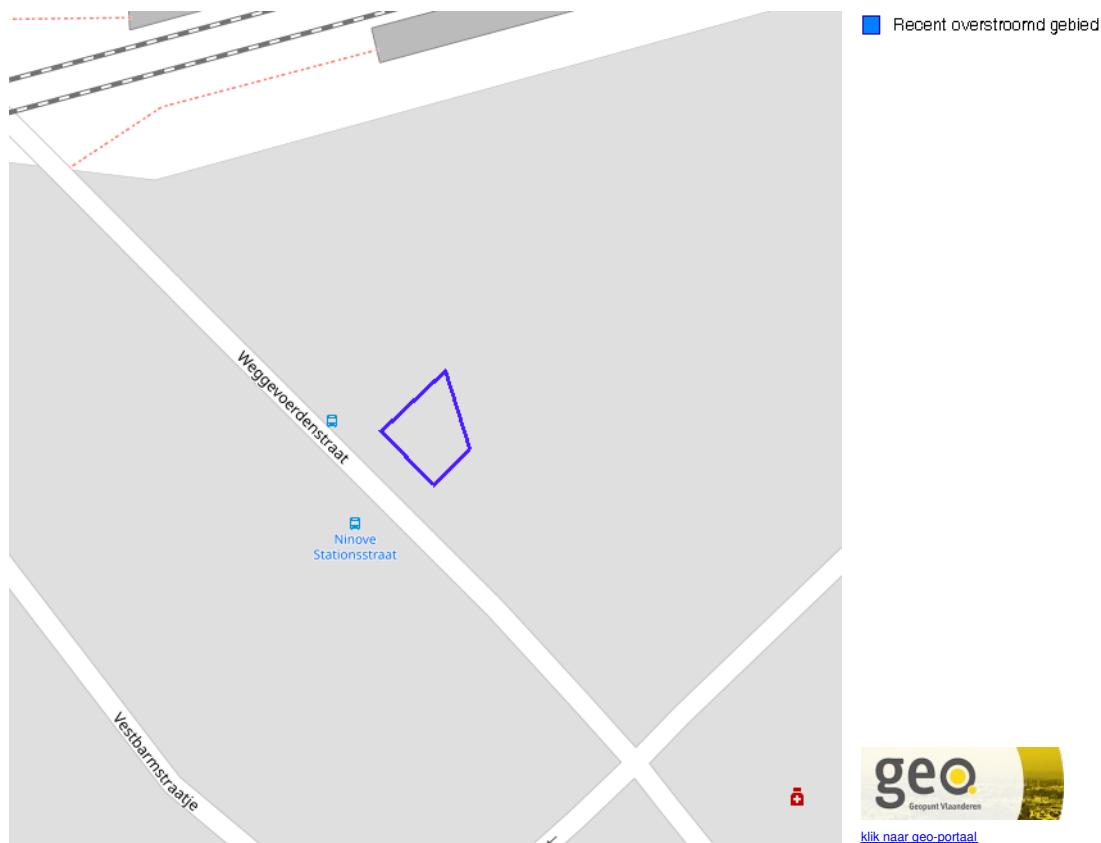 Recent overstroomd gebied
Weggevoerdenstraat
Ninove
Stationsstraat
Vestbarmstraatje
geo.
Geopunt Vlaanderen
klik naar geo-portaal